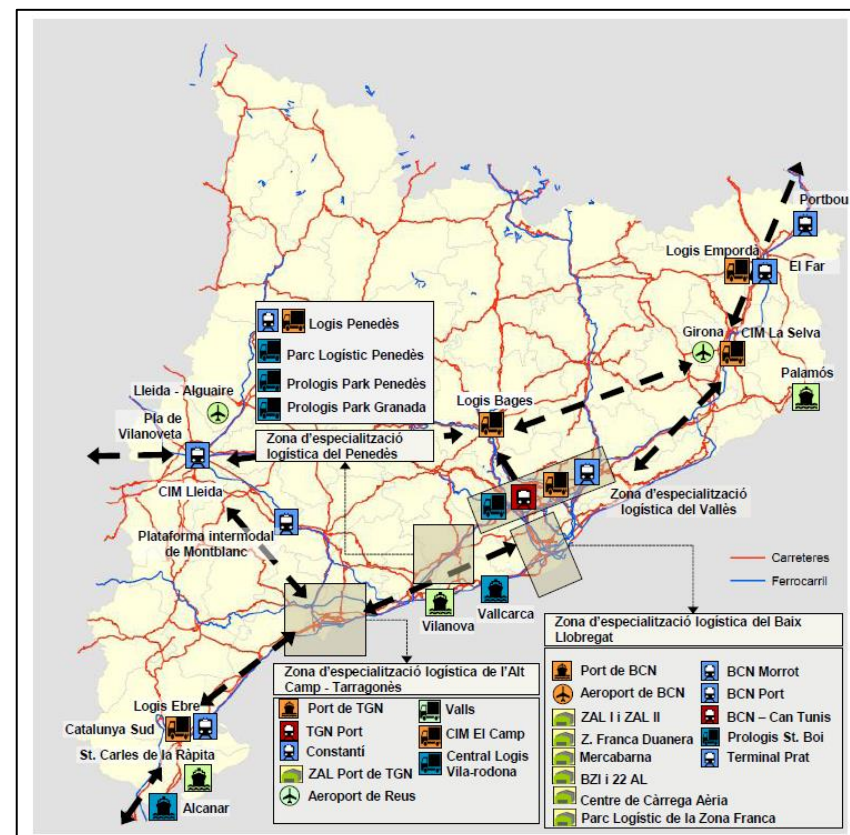 Portbou
Logis Empordà
El Far
Girona
CIM La Selva
Palamós
Logis Penedès
Parc Logístic Penedès
Prologis Park Penedès
Prologis Park Granada
Lleida - Alguaire
Pla de
Vilanoveta
Logis Bages
Zona d'especialització
logística del Penedès
CIM Lleida
Zona d'especialització
logística del Vallès
Plataforma intermodal
de Montblanc
Carreteres
Ferrocarril
Vallcarca
Vilanova
Zona d'especialització logística del Baix
Llobregat
Port de BCN
Aeroport de BCN
ZAL I i ZAL II
Z. Franca Duanera
Mercabarna
BZI i 22 AL
Centre de Càrrega Aèria
Parc Logístic de la Zona Franca
BCN Morrot
BCN Port
BCN – Can Tunis
Prologis St. Boi
Terminal Prat
Zona d'especialització logística de l'Alt
Camp - Tarragonès
Port de TGN
TGN Port
Constantí
ZAL Port de TGN
Aeroport de Reus
Valls
CIM El Camp
Central Logis
Vila-rodona
Logis Ebre
Catalunya Sud
St. Carles de la Ràpita
Alcanar